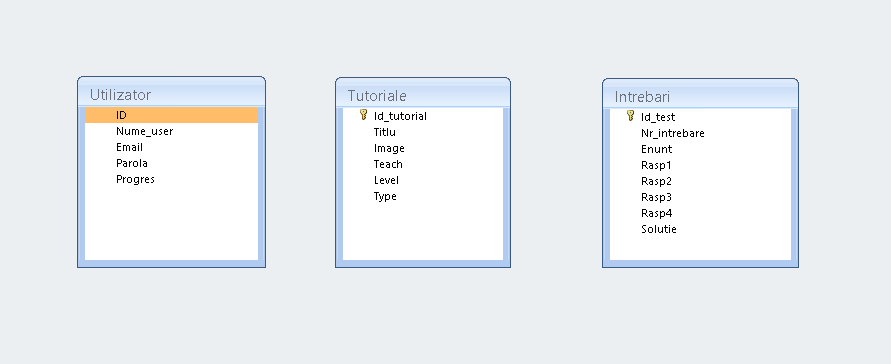 Utilizator
ID
Nume_user
Email
Parola
Progres
Tutoriale
Id_tutorial
Titlu
Image
Teach
Level
Type
Intrebari
Id_test
Nr_intrebare
Enunt
Rasp1
Rasp2
Rasp3
Rasp4
Solutie